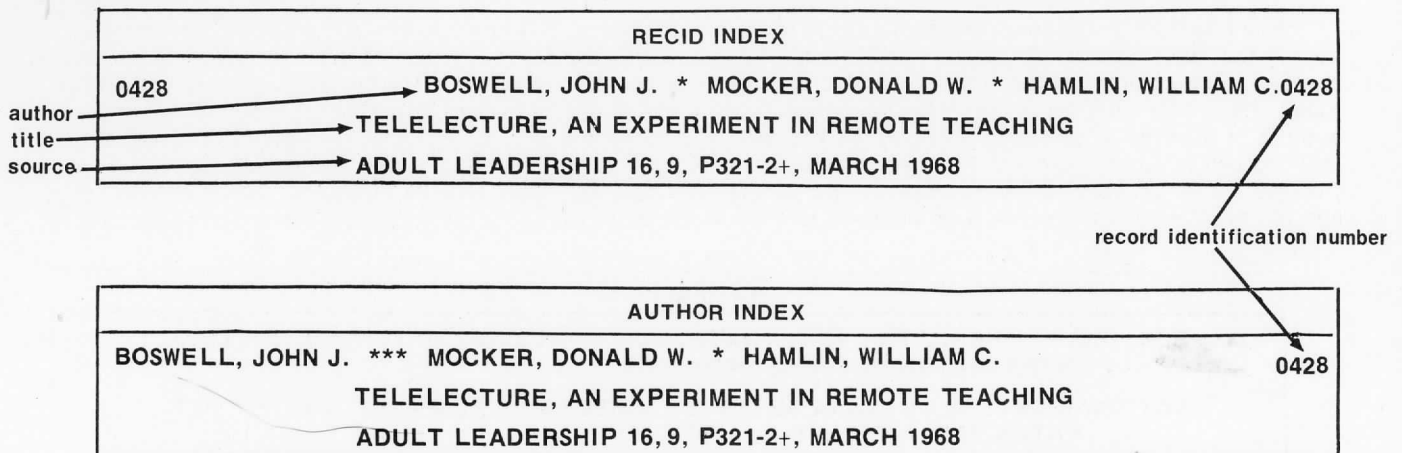 RECID INDEX
0428 BOSWELL, JOHN J. * MOCKER, DONALD W. * HAMLIN, WILLIAM C.0428
author
TELELECTURE, AN EXPERIMENT IN REMOTE TEACHING
title
source
ADULT LEADERSHIP 16, 9, P321-2+, MARCH 1968
record identification number
AUTHOR INDEX
BOSWELL, JOHN J. *** MOCKER, DONALD W. * HAMLIN, WILLIAM C. 0428
TELELECTURE, AN EXPERIMENT IN REMOTE TEACHING
ADULT LEADERSHIP 16, 9, P321-2+, MARCH 1968